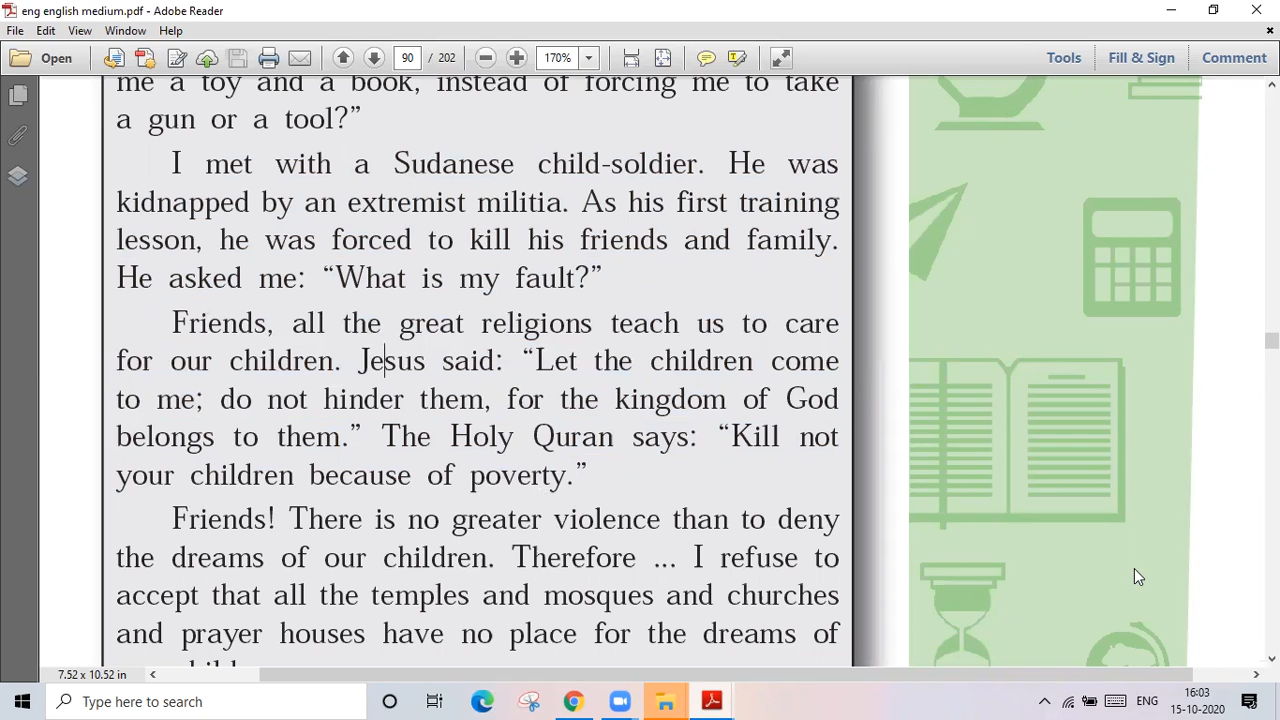 eng english medium.pdf - Adobe Reader
File Edit View Window Help
Open 90 / 202 170% Tools Fill & Sign Comment
me a toy and a book, instead of forcing me to take
a gun or a tool?”
I met with a Sudanese child-soldier. He was
kidnapped by an extremist militia. As his first training
lesson, he was forced to kill his friends and family.
He asked me: “What is my fault?”
Friends, all the great religions teach us to care
for our children. Jesus said: “Let the children come
to me; do not hinder them, for the kingdom of God
belongs to them.” The Holy Quran says: “Kill not
your children because of poverty.”
Friends! There is no greater violence than to deny
the dreams of our children. Therefore ... I refuse to
accept that all the temples and mosques and churches
and prayer houses have no place for the dreams of
7.52 x 10.52 in
Type here to search
ENG
16:03
15-10-2020